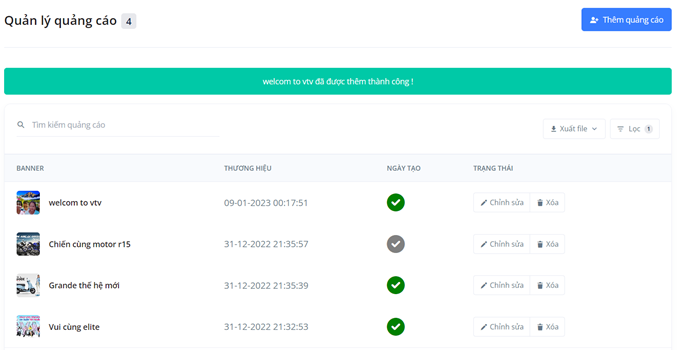 Quản lý quảng cáo 4
Thêm quảng cáo
welcom to vtv đã được thêm thành công !
Tìm kiếm quảng cáo
Xuất file
Lọc 1
BANNER THƯƠNG HIỆU NGÀY TẠO TRẠNG THÁI
welcom to vtv 09-01-2023 00:17:51 Chỉnh sửa Xóa
Chiến cùng motor r15 31-12-2022 21:35:57 Chỉnh sửa Xóa
Grande thế hệ mới 31-12-2022 21:35:39 Chỉnh sửa Xóa
Vui cùng elite 31-12-2022 21:32:53 Chỉnh sửa Xóa